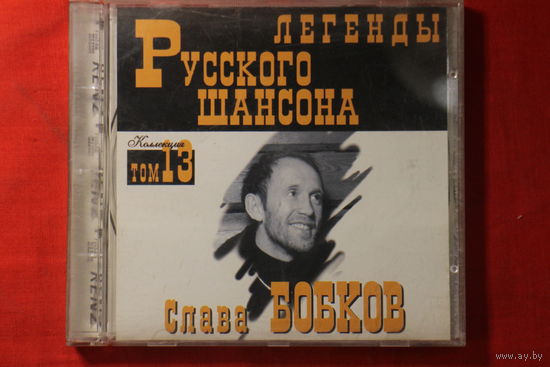 ЛЕГЕНДЫ
РУССКОГО
ШАНСОНА
Коллекция
ТОМ 13
Слава БОБКОВ
www.ay.by